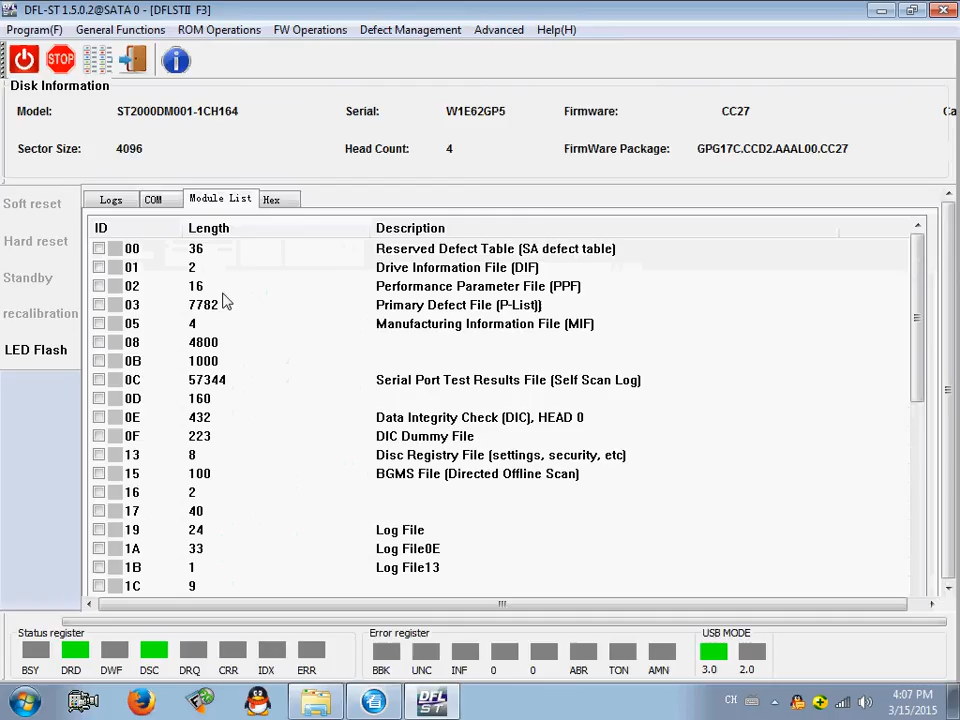 DFL-ST 1.5.0.2@SATA 0 - [DFLSTII F3]
Program(F) General Functions ROM Operations FW Operations Defect Management Advanced Help(H)
STOP
Disk Information
Model: ST2000DM001-1CH164 Serial: W1E62GP5 Firmware: CC27 Ca
Sector Size: 4096 Head Count: 4 FirmWare Package: GPG17C.CCD2.AAAL00.CC27
Soft reset
Hard reset
Standby
recalibration
LED Flash
Logs COM Module List Hex
ID Length Description
00 36 Reserved Defect Table (SA defect table)
01 2 Drive Information File (DIF)
02 16 Performance Parameter File (PPF)
03 7782 Primary Defect File (P-List))
05 4 Manufacturing Information File (MIF)
08 4800
0B 1000
0C 57344 Serial Port Test Results File (Self Scan Log)
0D 160
0E 432 Data Integrity Check (DIC), HEAD 0
0F 223 DIC Dummy File
13 8 Disc Registry File (settings, security, etc)
15 100 BGMS File (Directed Offline Scan)
16 2
17 40
19 24 Log File
1A 33 Log File0E
1B 1 Log File13
1C 9
Status register Error register USB MODE
BSY DRD DWF DSC DRQ CRR IDX ERR BBK UNC INF 0 0 ABR TON AMN 3.0 2.0
DFL
ST
CH
4:07 PM
3/15/2015